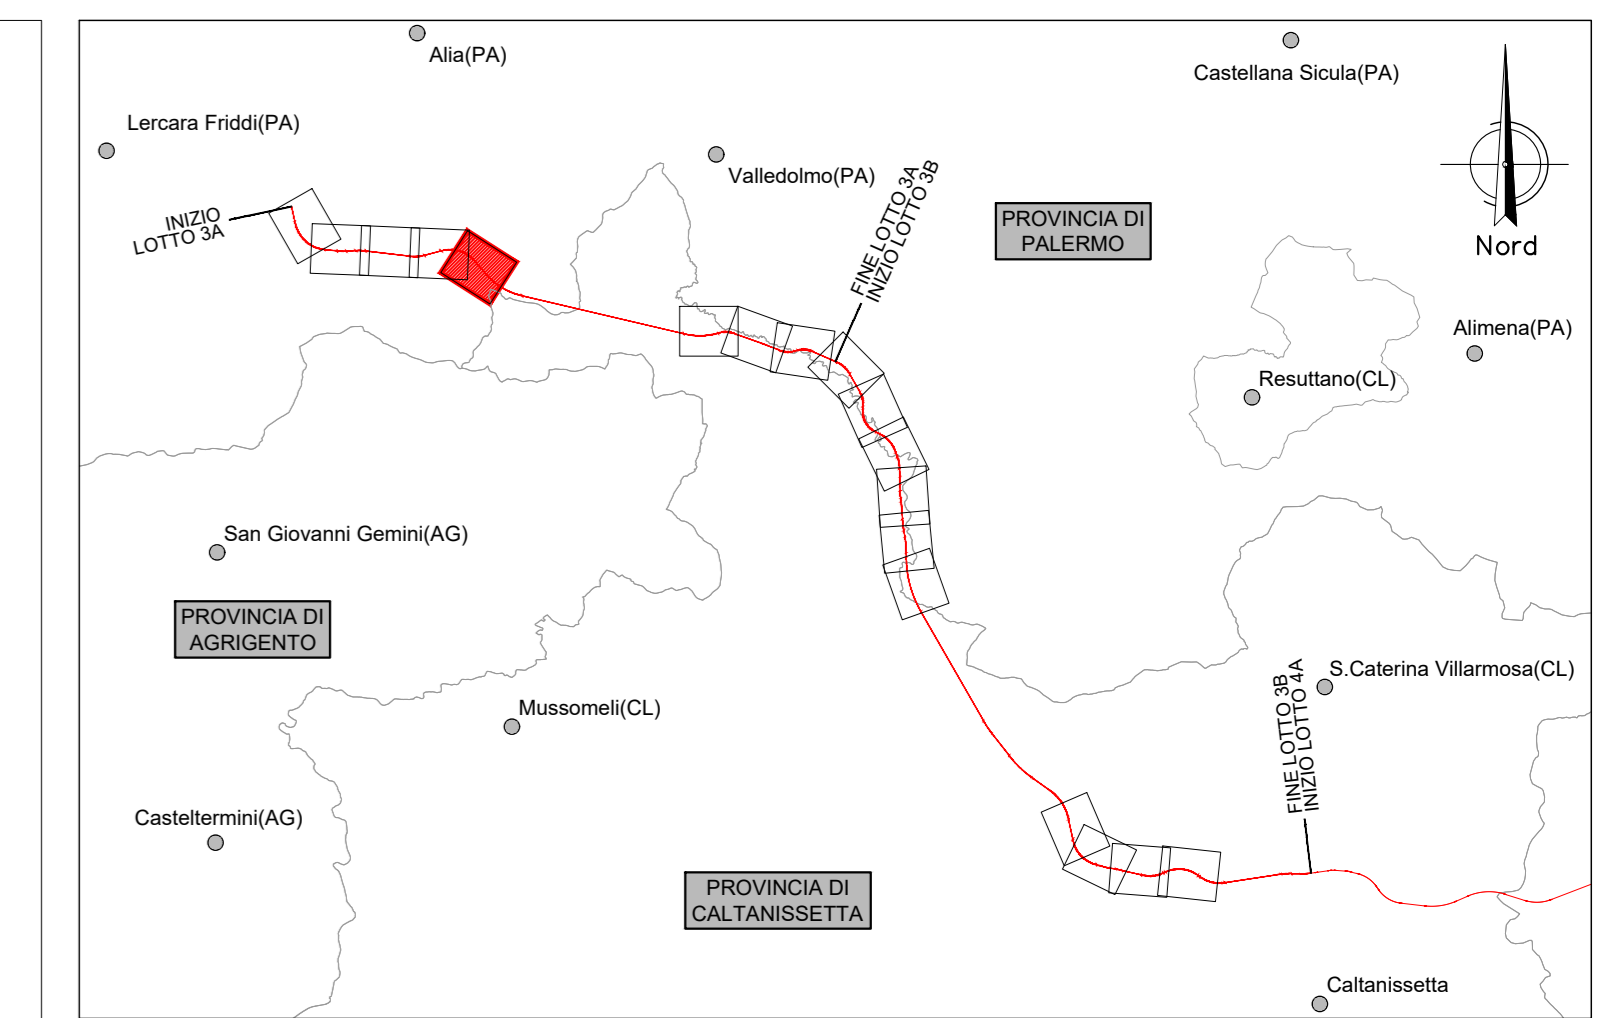 Alia(PA)
Castellana Sicula(PA)
Lercara Friddi(PA)
Valledolmo(PA)
INIZIO
LOTTO 3A
FINE LOTTO 3A
INIZIO LOTTO 3B
PROVINCIA DI
PALERMO
Nord
Alimena(PA)
Resuttano(CL)
San Giovanni Gemini(AG)
PROVINCIA DI
AGRIGENTO
S.Caterina Villarmosa(CL)
Mussomeli(CL)
FINE LOTTO 3B
INIZIO LOTTO 4A
Casteltermini(AG)
PROVINCIA DI
CALTANISSETTA
Caltanissetta